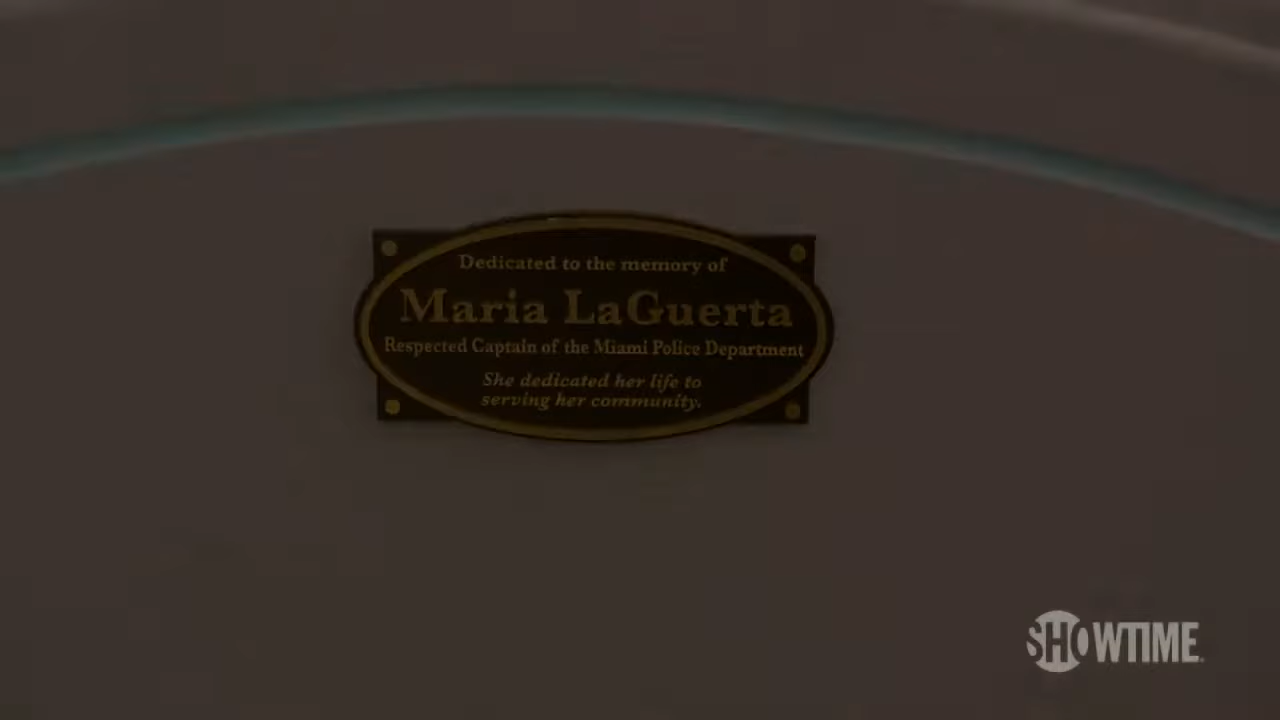 Dedicated to the memory of
Maria LaGuerta
Respected Captain of the Miami Police Department
She dedicated her life to
serving her community.
SHOWTIME